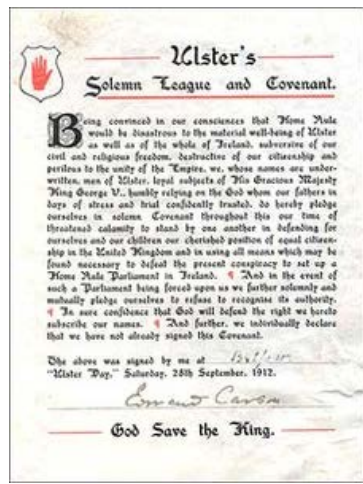 Ulster's
Solemn League and Covenant.
Being convinced in our consciences that Home Rule
would be disastrous to the material well-being of Ulster
as well as of the whole of Ireland, subversive of our
civil and religious freedom, destructive of our citizenship and
perilous to the unity of the Empire, we, whose names are under-
written, men of Ulster, loyal subjects of His Gracious Majesty
King George V., humbly relying on the God whom our fathers in
days of stress and trial confidently trusted, do hereby pledge
ourselves in solemn Covenant throughout this our time of
threatened calamity to stand by one another in defending for
ourselves and our children our cherished position of equal citizen-
ship in the United Kingdom and in using all means which may be
found necessary to defeat the present conspiracy to set up a
Home Rule Parliament in Ireland. ¶ And in the event of
such a Parliament being forced upon us we further solemnly and
mutually pledge ourselves to refuse to recognise its authority.
¶ In sure confidence that God will defend the right we hereto
subscribe our names. ¶ And further, we individually declare
that we have not already signed this Covenant.
The above was signed by me at Belfast
"Ulster Day," Saturday, 28th September, 1912.
Edward Carson
God Save the King.